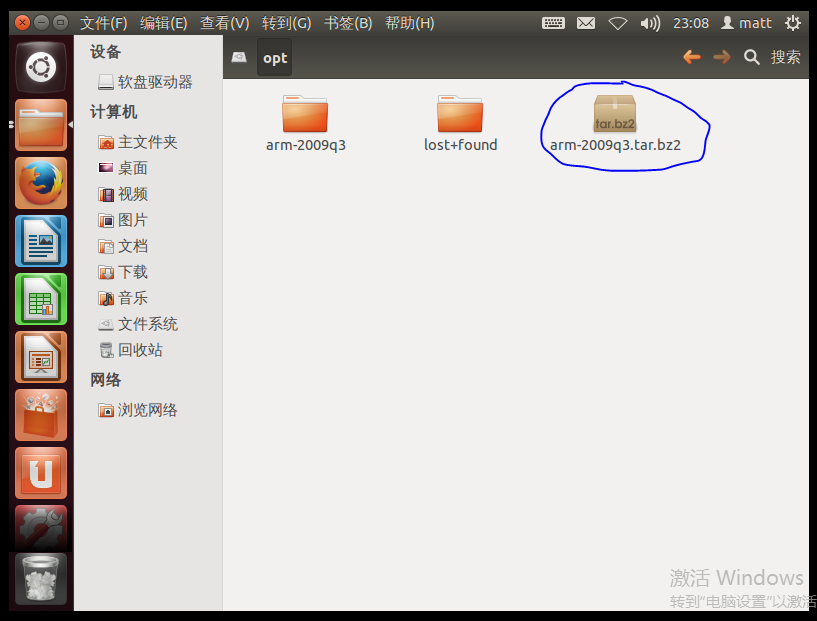 文件(F) 编辑(E) 查看(V) 转到(G) 书签(B) 帮助(H) 23:08 matt
设备
软盘驱动器
计算机
主文件夹
桌面
视频
图片
文档
下载
音乐
文件系统
回收站
网络
浏览网络
opt 搜索
tar.bz2
arm-2009q3 lost+found arm-2009q3.tar.bz2
U
激活 Windows
转到"电脑设置"以激活